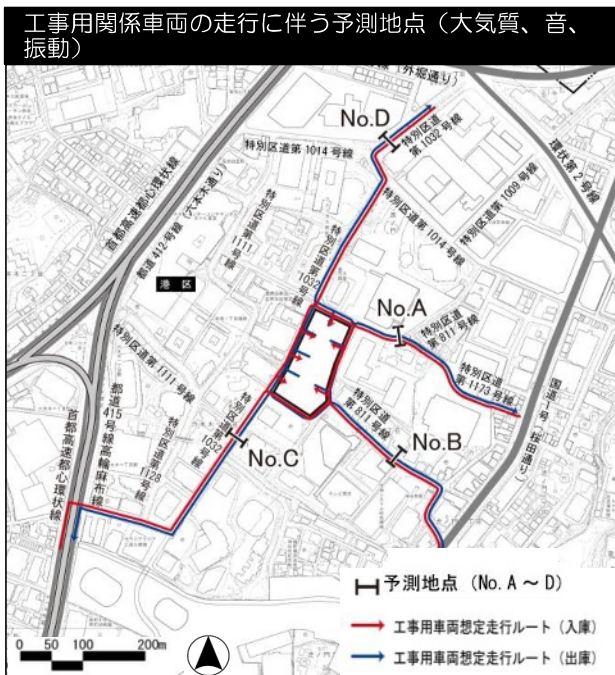 工事用関係車両の走行に伴う予測地点（大気質、音、
振動）
（外堀通り）
No.D
特別区道
第1032号線
特別区道第1014号線
環状第2号線
首都高速都心環状線
都道412号線（六本木通り）
特別区道
第1111号線
特別区道第1009号線
特別区道第1014号線
特別区道
第1032号線
港区
No.A
特別区道
第811号線
特別区道
第1173号線
特別区道第1111号線
特別区道
第811号線
国道1号（桜田通り）
都道
415号線高輪麻布線
首都高速都心環状線
特別区道
第1128号線
特別区道
第1032号線
No.C
No.B
予測地点（No.A～D）
工事用車両想定走行ルート（入庫）
工事用車両想定走行ルート（出庫）
0 50 100 200m